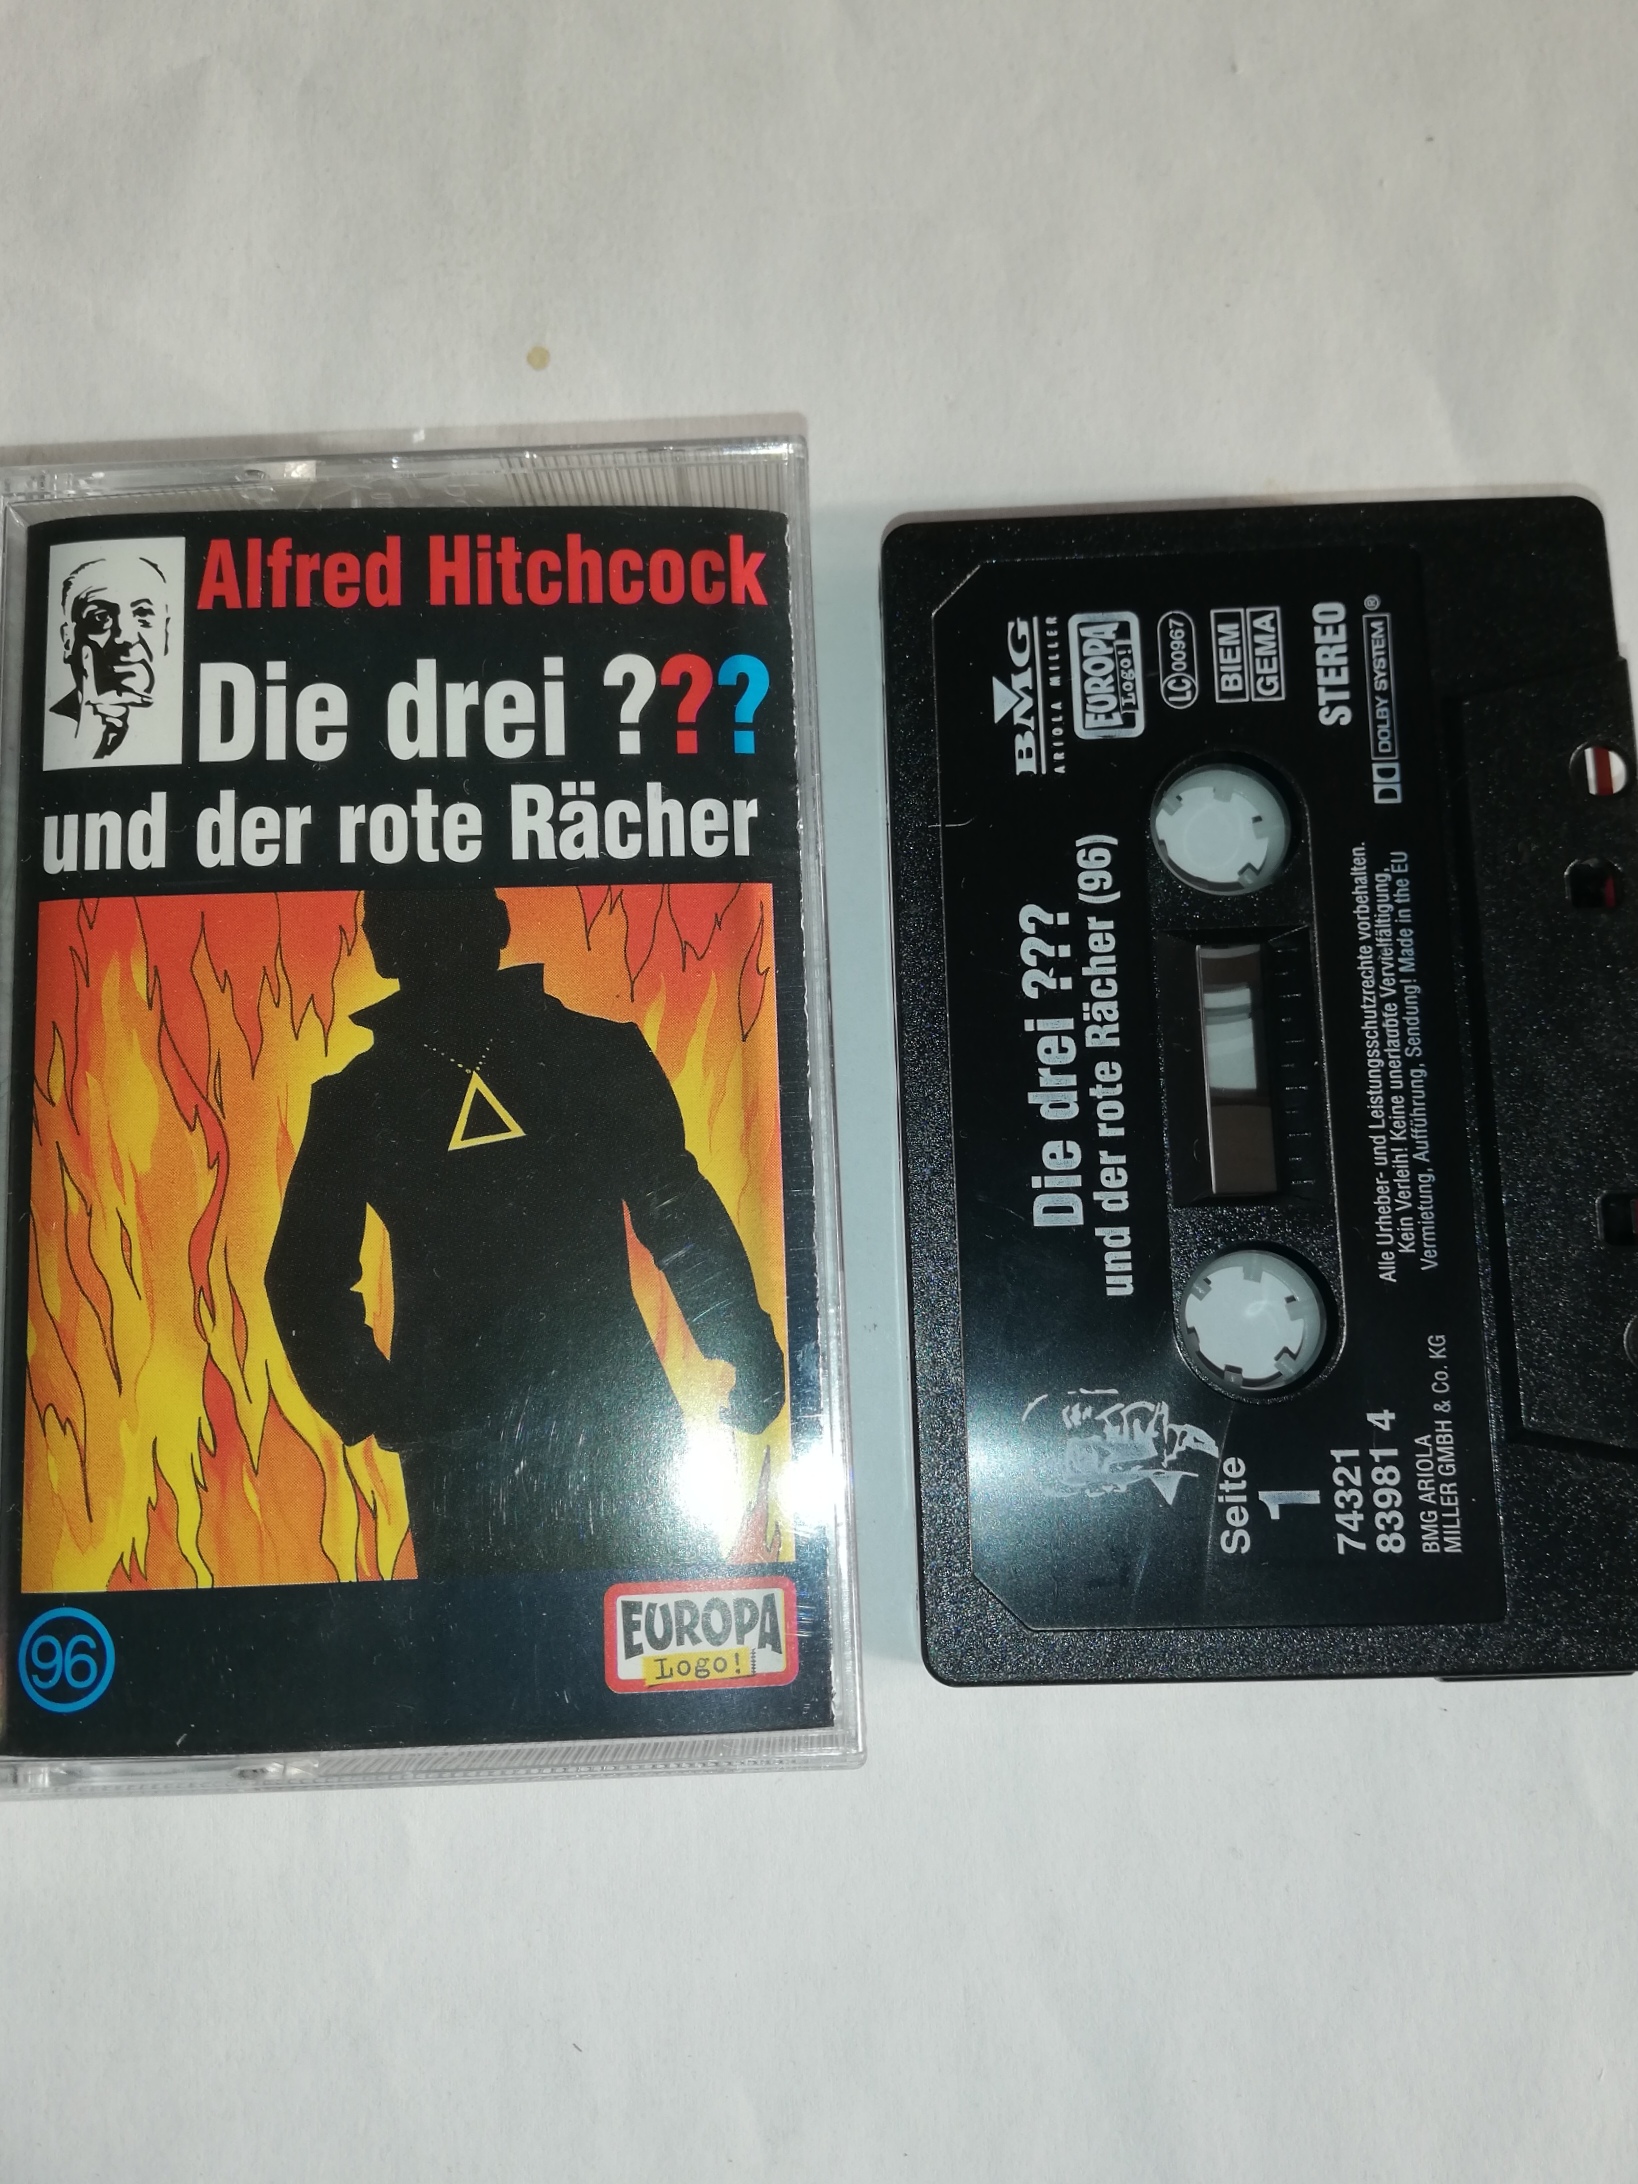 Alfred Hitchcock
Die drei ???
und der rote Rächer
96
EUROPA
Logo!
BMG
ARIOLA MILLER
EUROPA
Logo!
LC 00967
BIEM
GEMA
STEREO
DOLBY SYSTEM ®
Die drei ???
und der rote Rächer (96)
Alle Urheber- und Leistungsschutzrechte vorbehalten.
Kein Verleih! Keine unerlaubte Vervielfältigung,
Vermietung, Aufführung, Sendung! Made in the EU
Seite
1
74321
83981 4
BMG ARIOLA
MILLER GMBH & Co. KG